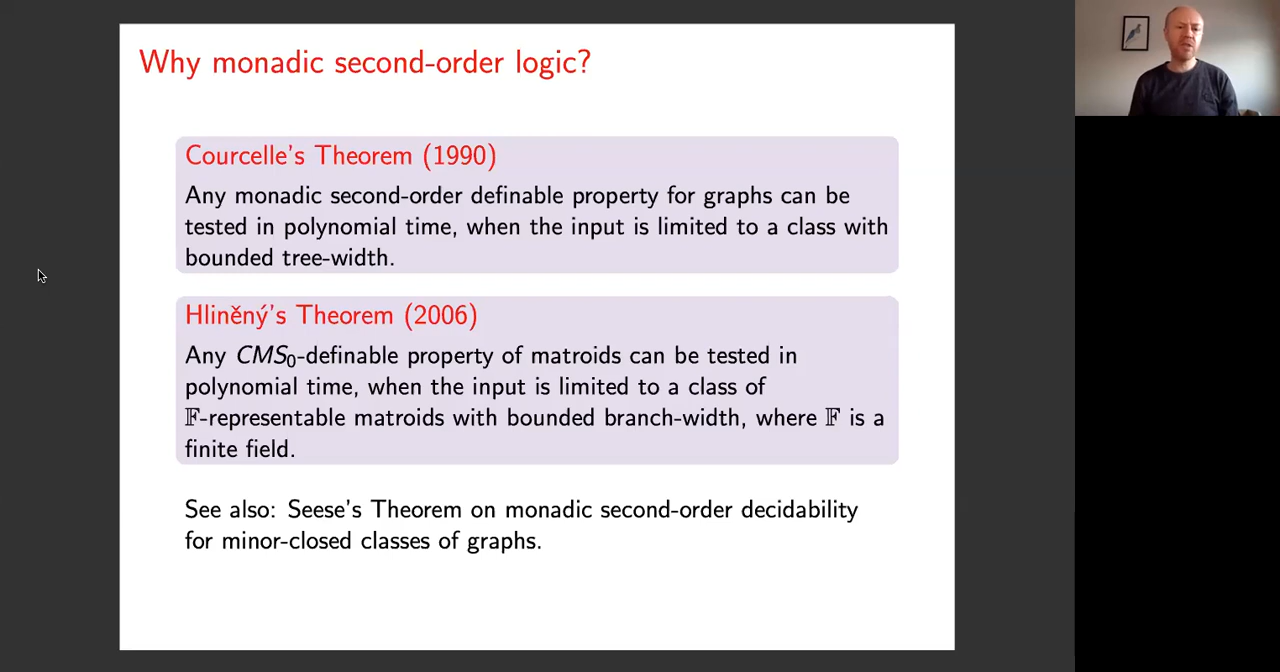 Why monadic second-order logic?
Courcelle's Theorem (1990)
Any monadic second-order definable property for graphs can be
tested in polynomial time, when the input is limited to a class with
bounded tree-width.
Hliněný's Theorem (2006)
Any CMS₀-definable property of matroids can be tested in
polynomial time, when the input is limited to a class of
𝔽-representable matroids with bounded branch-width, where 𝔽 is a
finite field.
See also: Seese's Theorem on monadic second-order decidability
for minor-closed classes of graphs.